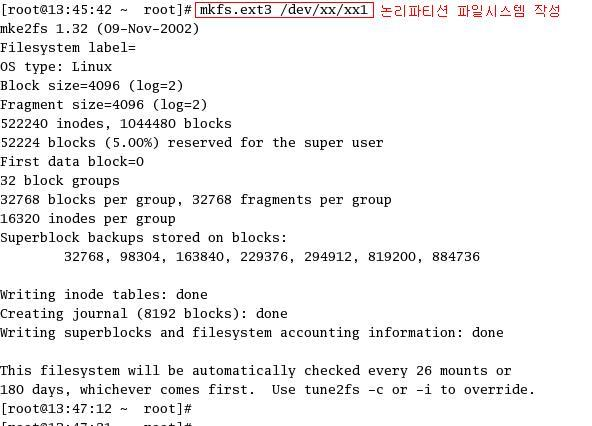 [root@13:45:42 ~  root]# mkfs.ext3 /dev/xx/xx1 논리파티션 파일시스템 작성
mke2fs 1.32 (09-Nov-2002)
Filesystem label=
OS type: Linux
Block size=4096 (log=2)
Fragment size=4096 (log=2)
522240 inodes, 1044480 blocks
52224 blocks (5.00%) reserved for the super user
First data block=0
32 block groups
32768 blocks per group, 32768 fragments per group
16320 inodes per group
Superblock backups stored on blocks:
        32768, 98304, 163840, 229376, 294912, 819200, 884736
Writing inode tables: done
Creating journal (8192 blocks): done
Writing superblocks and filesystem accounting information: done
This filesystem will be automatically checked every 26 mounts or
180 days, whichever comes first.  Use tune2fs -c or -i to override.
[root@13:47:12 ~  root]#